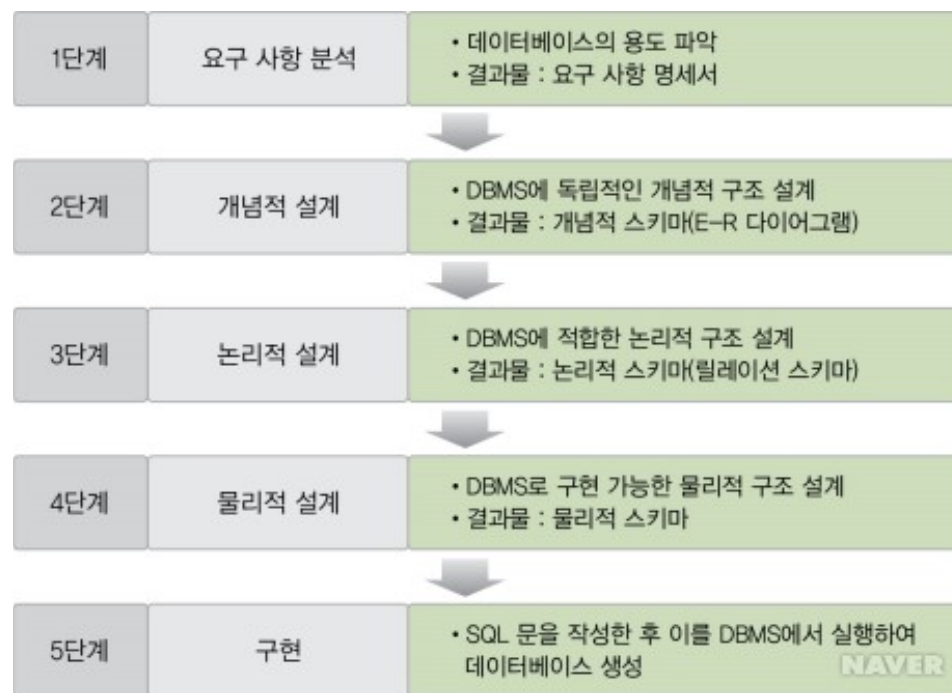 1단계
요구 사항 분석
• 데이터베이스의 용도 파악
• 결과물 : 요구 사항 명세서
2단계
개념적 설계
• DBMS에 독립적인 개념적 구조 설계
• 결과물 : 개념적 스키마(E-R 다이어그램)
3단계
논리적 설계
• DBMS에 적합한 논리적 구조 설계
• 결과물 : 논리적 스키마(릴레이션 스키마)
4단계
물리적 설계
• DBMS로 구현 가능한 물리적 구조 설계
• 결과물 : 물리적 스키마
5단계
구현
• SQL 문을 작성한 후 이를 DBMS에서 실행하여
데이터베이스 생성
NAVER